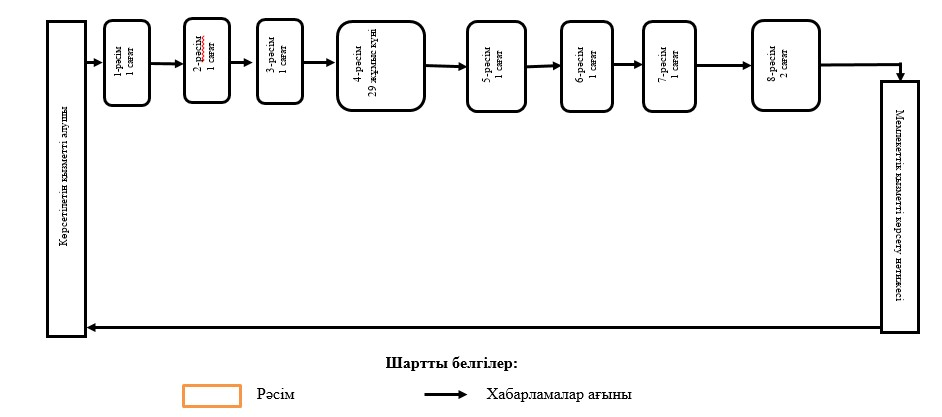 Көрсетілетін қызметті алушы
1-рәсім
1 сағат
2-рәсім
1 сағат
3-рәсім
1 сағат
4-рәсім
29 жұмыс күні
5-рәсім
1 сағат
6-рәсім
1 сағат
7-рәсім
1 сағат
8-рәсім
2 сағат
Мемлекеттік қызметті көрсету нәтижесі
Шартты белгілер:
Рәсім
Хабарламалар ағыны